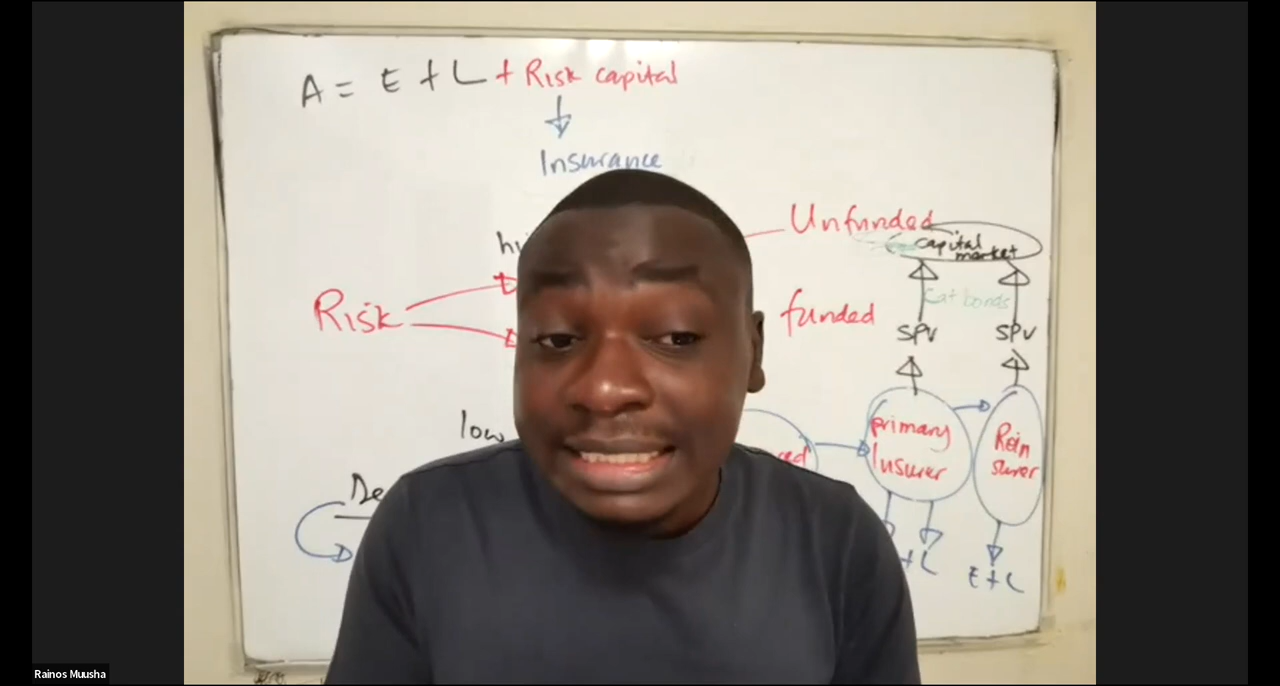 A = E + L + Risk capital
Insurance
Unfunded
capital
market
Cat bonds
Risk
funded
SPV SPV
low
primary
Insurer
Rein
surer
+ L
E + L
Rainos Muusha